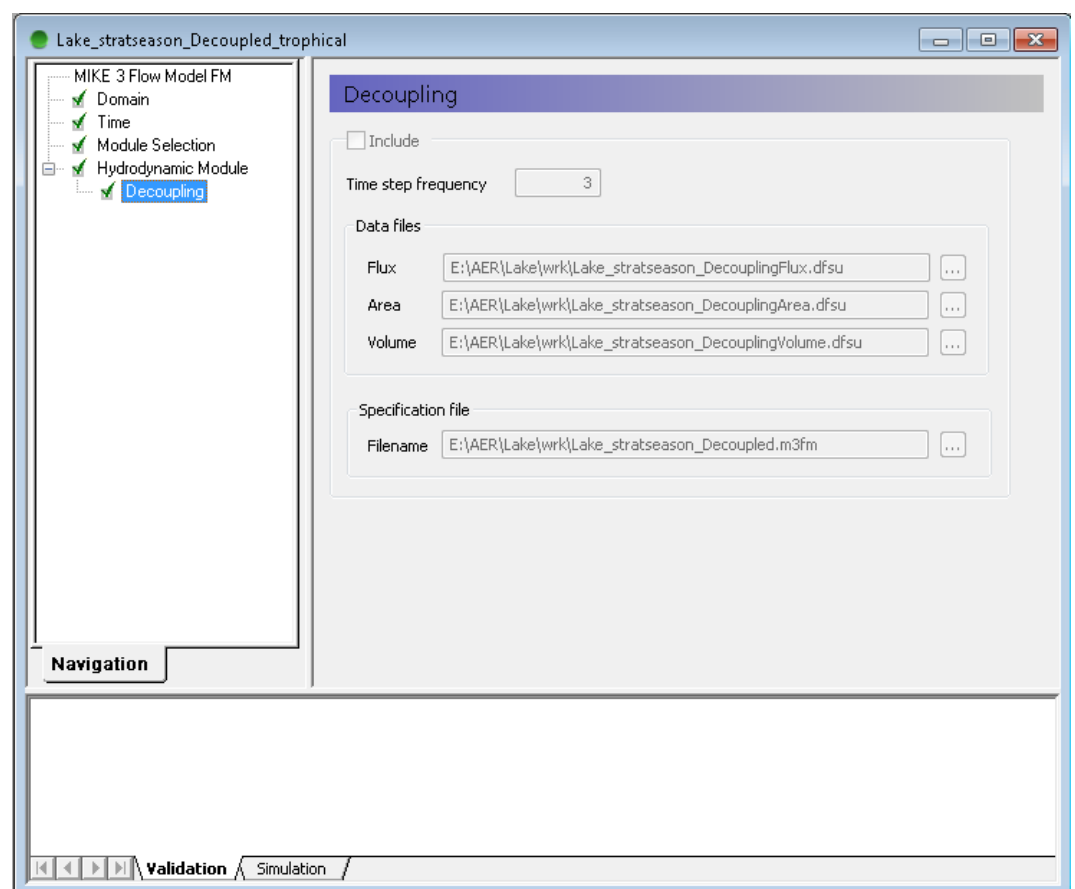 Lake_stratseason_Decoupled_trophical
MIKE 3 Flow Model FM
Domain
Time
Module Selection
Hydrodynamic Module
Decoupling
Navigation
Decoupling
Include
Time step frequency 3
Data files
Flux E:\AER\Lake\wrk\Lake_stratseason_DecouplingFlux.dfsu ...
Area E:\AER\Lake\wrk\Lake_stratseason_DecouplingArea.dfsu ...
Volume E:\AER\Lake\wrk\Lake_stratseason_DecouplingVolume.dfsu ...
Specification file
Filename E:\AER\Lake\wrk\Lake_stratseason_Decoupled.m3fm ...
Validation Simulation